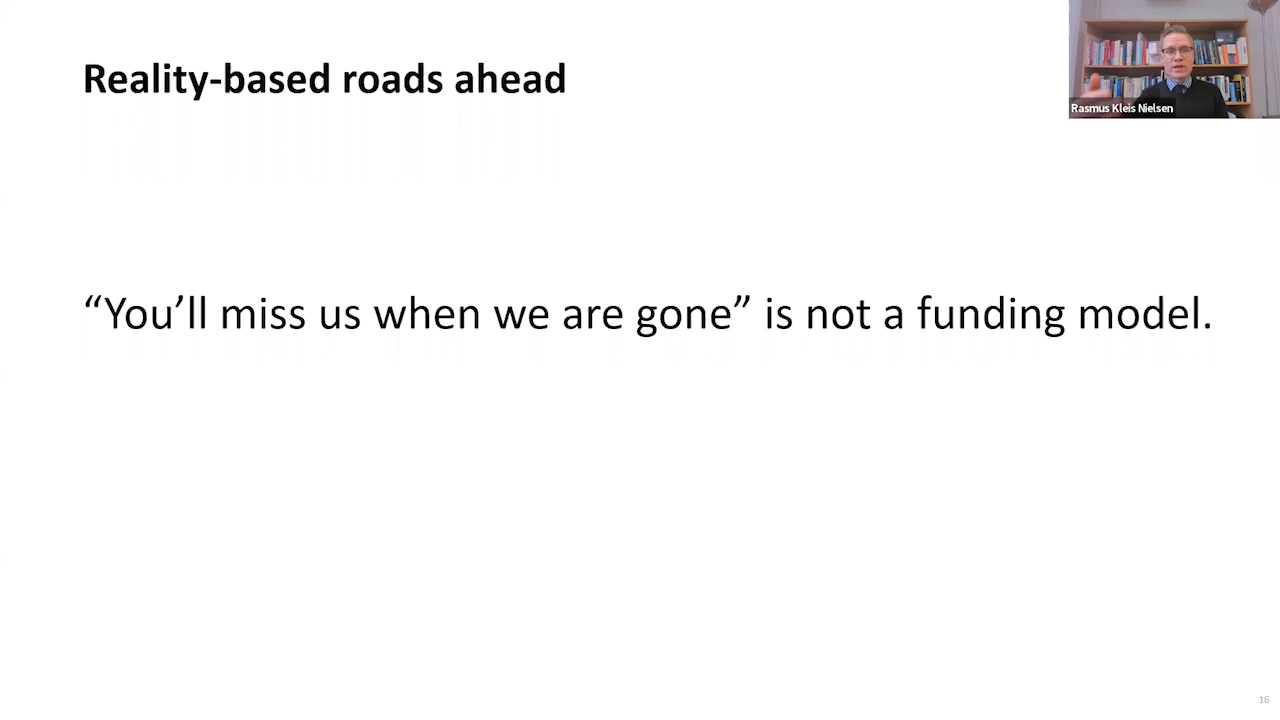 Reality-based roads ahead
Rasmus Kleis Nielsen
“You’ll miss us when we are gone” is not a funding model.
16